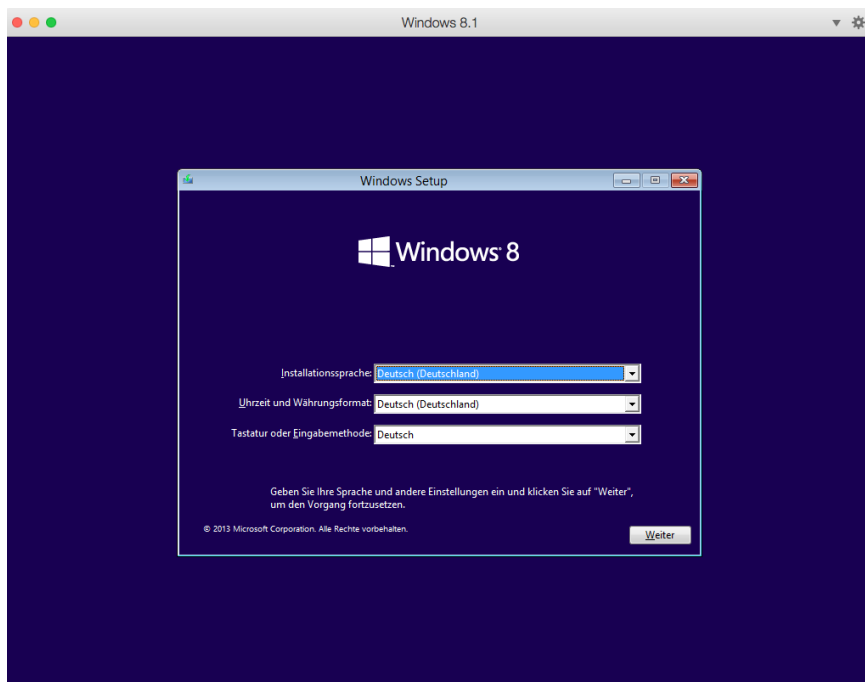 Windows 8.1
Windows Setup
Windows 8
Installationssprache: Deutsch (Deutschland)
Uhrzeit und Währungsformat: Deutsch (Deutschland)
Tastatur oder Eingabemethode: Deutsch
Geben Sie Ihre Sprache und andere Einstellungen ein und klicken Sie auf "Weiter",
um den Vorgang fortzusetzen.
© 2013 Microsoft Corporation. Alle Rechte vorbehalten.
Weiter